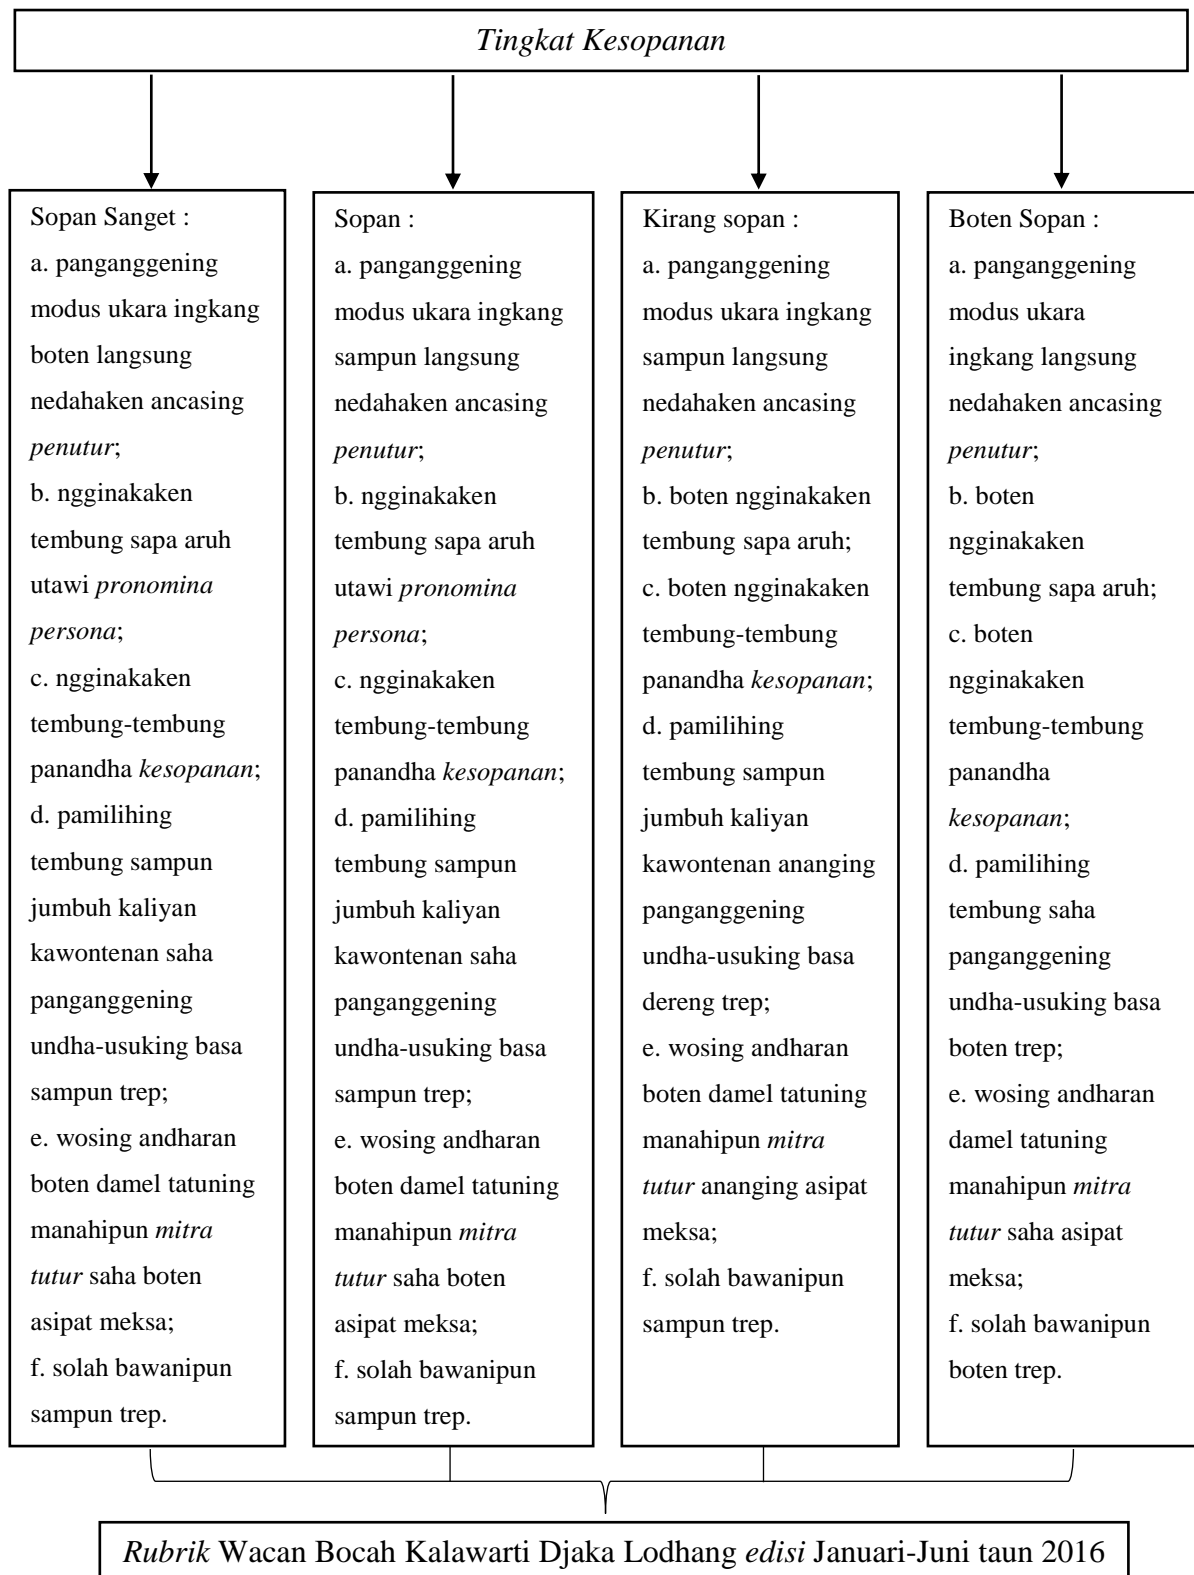 Tingkat Kesopanan
Sopan Sanget :
a. panganggening
modus ukara ingkang
boten langsung
nedahaken ancasing
penutur;
b. ngginakaken
tembung sapa aruh
utawi pronomina
persona;
c. ngginakaken
tembung-tembung
panandha kesopanan;
d. pamilihing
tembung sampun
jumbuh kaliyan
kawontenan saha
panganggening
undha-usuking basa
sampun trep;
e. wosing andharan
boten damel tatuning
manahipun mitra
tutur saha boten
asipat meksa;
f. solah bawanipun
sampun trep.
Sopan :
a. panganggening
modus ukara ingkang
sampun langsung
nedahaken ancasing
penutur;
b. ngginakaken
tembung sapa aruh
utawi pronomina
persona;
c. ngginakaken
tembung-tembung
panandha kesopanan;
d. pamilihing
tembung sampun
jumbuh kaliyan
kawontenan saha
panganggening
undha-usuking basa
sampun trep;
e. wosing andharan
boten damel tatuning
manahipun mitra
tutur saha boten
asipat meksa;
f. solah bawanipun
sampun trep.
Kirang sopan :
a. panganggening
modus ukara ingkang
sampun langsung
nedahaken ancasing
penutur;
b. boten ngginakaken
tembung sapa aruh;
c. boten ngginakaken
tembung-tembung
panandha kesopanan;
d. pamilihing
tembung sampun
jumbuh kaliyan
kawontenan ananging
panganggening
undha-usuking basa
dereng trep;
e. wosing andharan
boten damel tatuning
manahipun mitra
tutur ananging asipat
meksa;
f. solah bawanipun
sampun trep.
Boten Sopan :
a. panganggening
modus ukara
ingkang langsung
nedahaken ancasing
penutur;
b. boten
ngginakaken
tembung sapa aruh;
c. boten
ngginakaken
tembung-tembung
panandha
kesopanan;
d. pamilihing
tembung saha
panganggening
undha-usuking basa
boten trep;
e. wosing andharan
damel tatuning
manahipun mitra
tutur saha asipat
meksa;
f. solah bawanipun
boten trep.
Rubrik Wacan Bocah Kalawarti Djaka Lodhang edisi Januari-Juni taun 2016